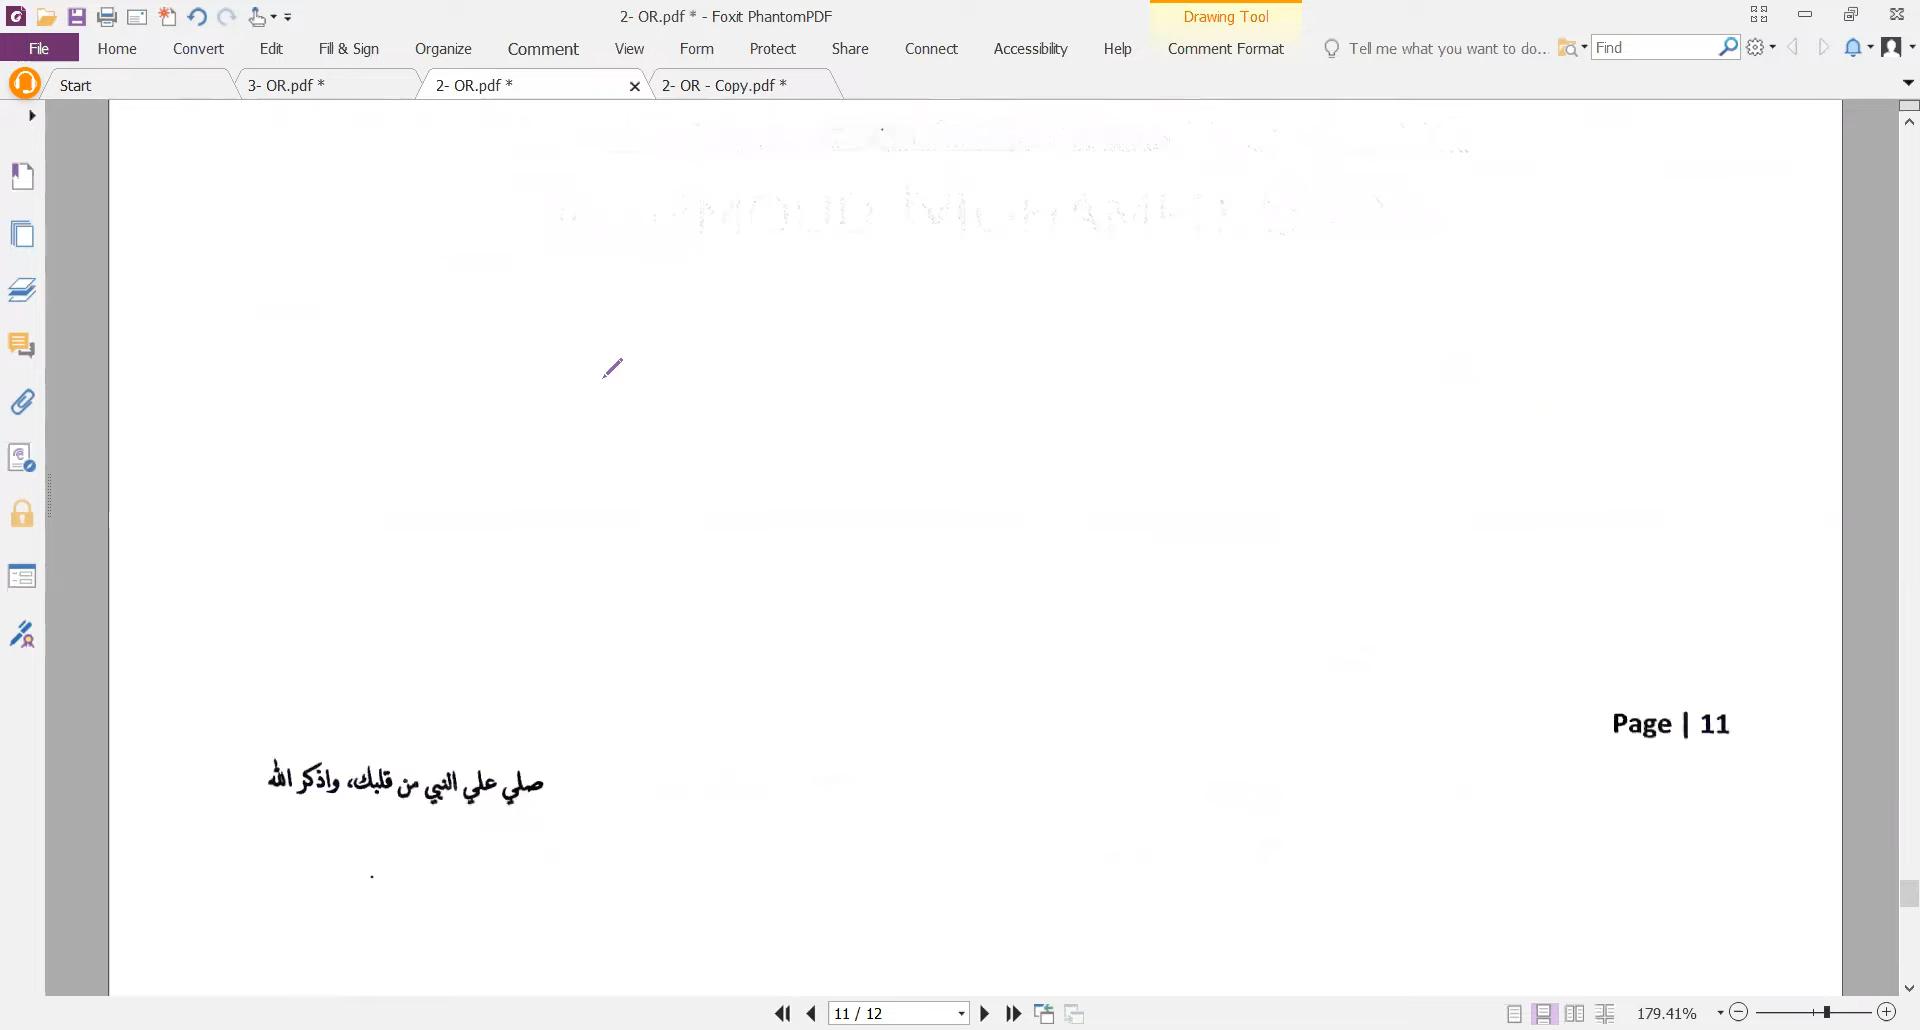 2- OR.pdf * - Foxit PhantomPDF
Drawing Tool
File Home Convert Edit Fill & Sign Organize Comment View Form Protect Share Connect Accessibility Help Comment Format Tell me what you want to do... Find
Start 3- OR.pdf * 2- OR.pdf * 2- OR - Copy.pdf *
Page | 11
صلي علي النبي من قلبك، واذكر الله
11 / 12 179.41%